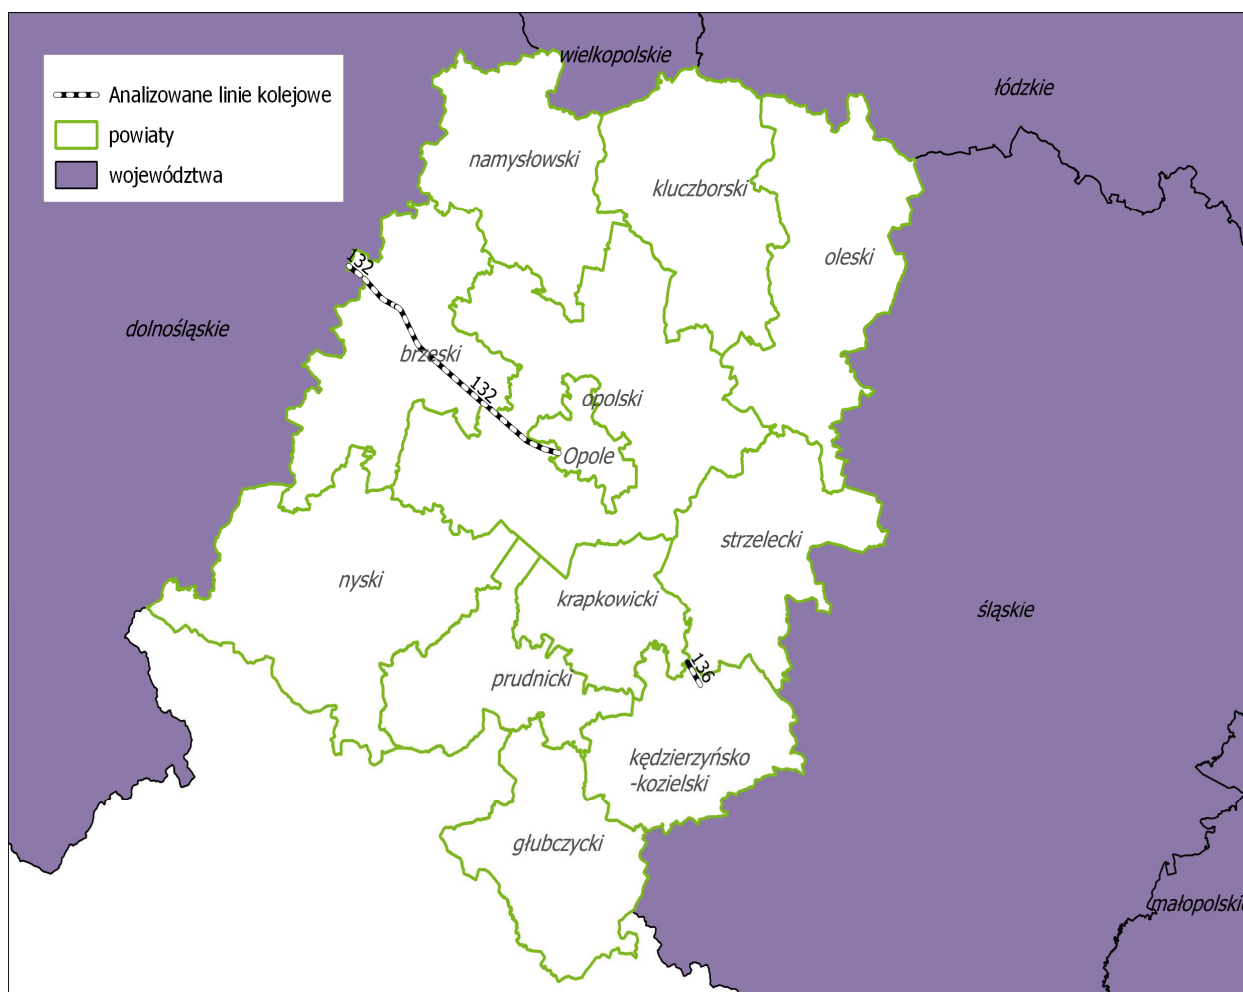 wielkopolskie
łódzkie
Analizowane linie kolejowe
powiaty
województwa
namysłowski
kluczborski
oleski
132
dolnośląskie
brzeski
132
opolski
Opole
strzelecki
nyski
krapkowicki
śląskie
136
prudnicki
kędzierzyńsko
-kozielski
głubczycki
małopolskie